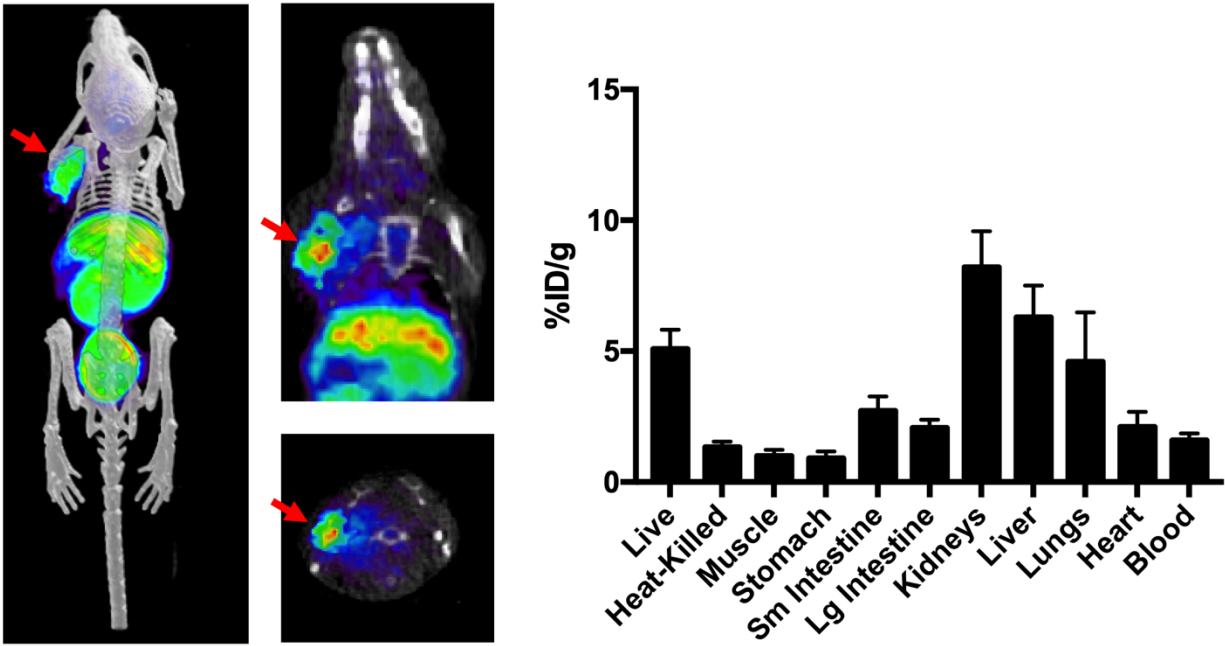 15
10
5
0
%ID/g
Live
Heat-Killed
Muscle
Stomach
Sm Intestine
Lg Intestine
Kidneys
Liver
Lungs
Heart
Blood